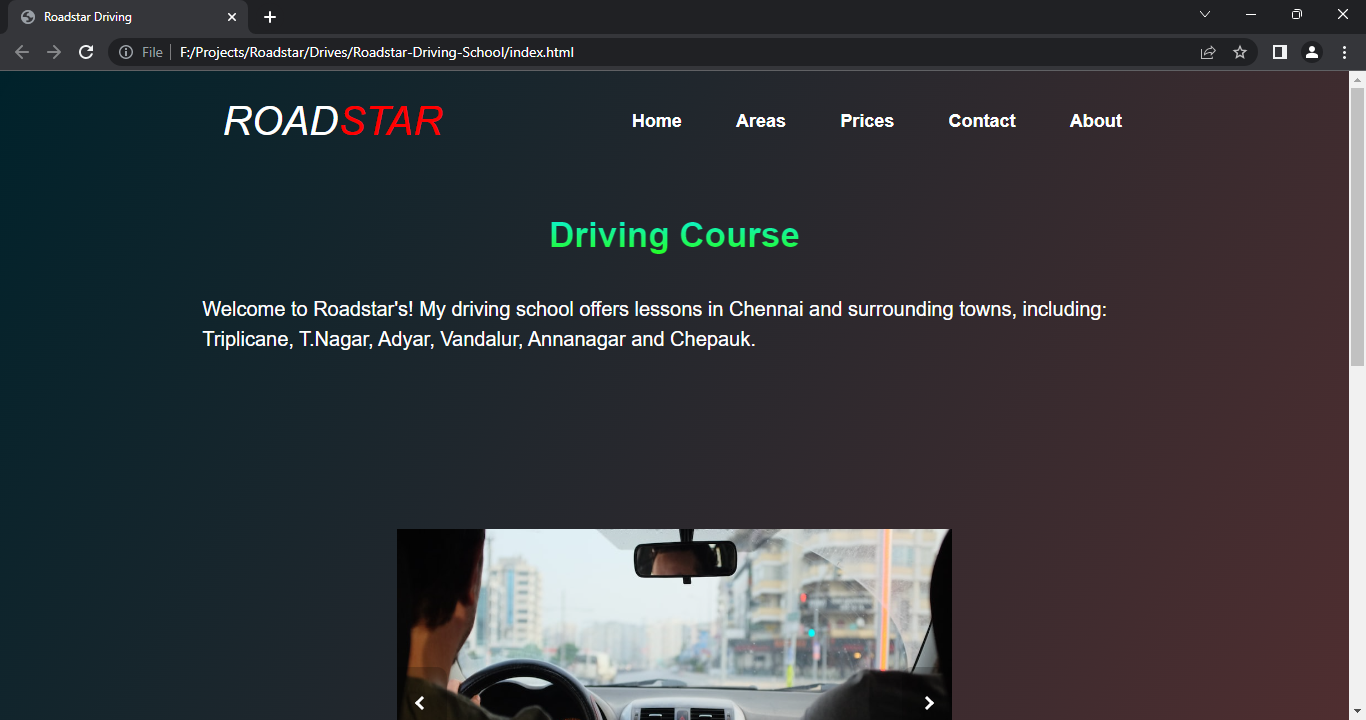 Roadstar Driving
File F:/Projects/Roadstar/Drives/Roadstar-Driving-School/index.html
ROADSTAR
Home Areas Prices Contact About
Driving Course
Welcome to Roadstar's! My driving school offers lessons in Chennai and surrounding towns, including:
Triplicane, T.Nagar, Adyar, Vandalur, Annanagar and Chepauk.